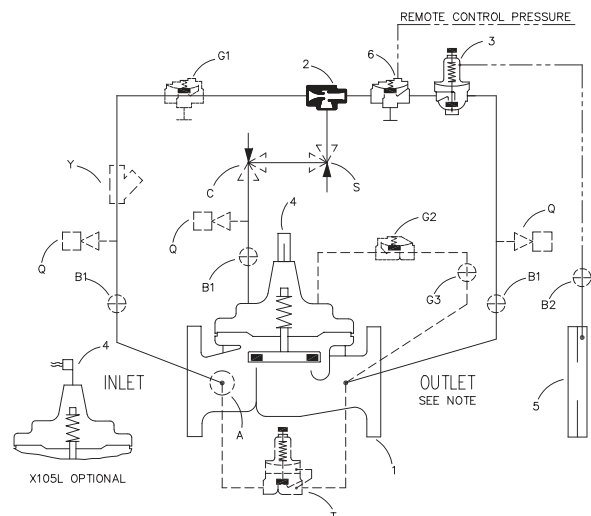 REMOTE CONTROL PRESSURE
G1
2
6
3
Y
C
S
4
Q
Q
G2
Q
B1
B1
G3
B1
B2
4
INLET
A
OUTLET
SEE NOTE
5
1
X105L OPTIONAL
T